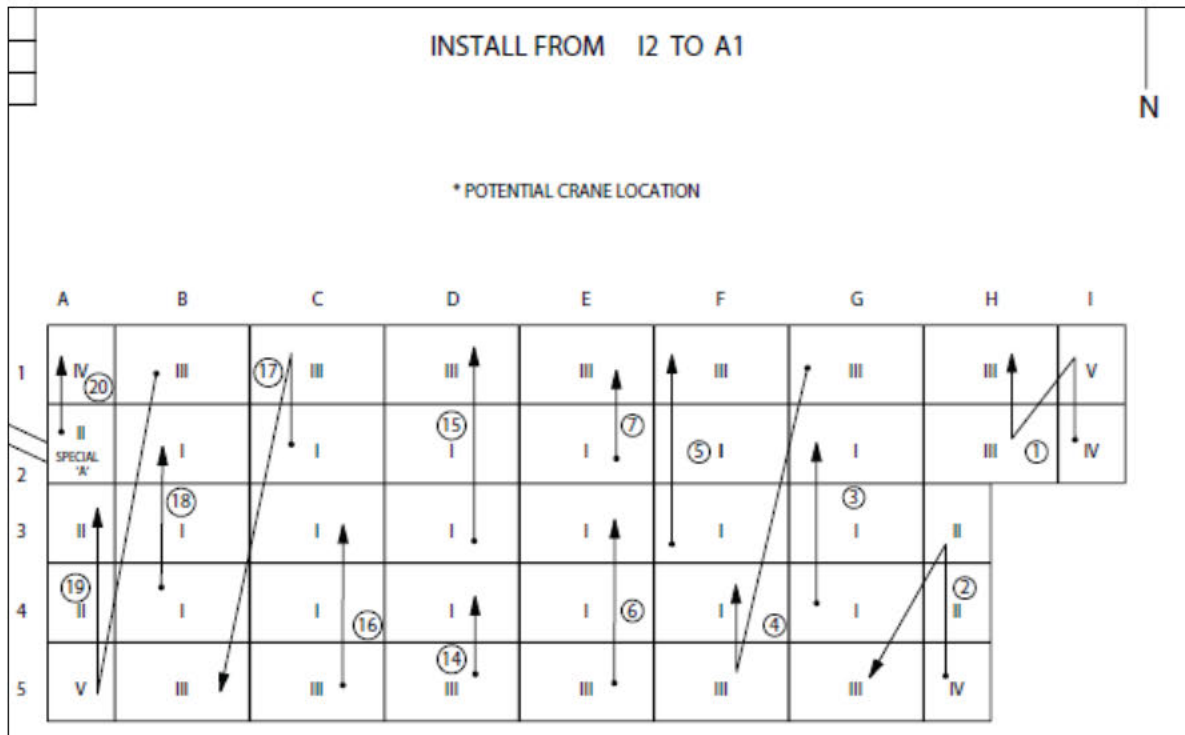 INSTALL FROM I2 TO A1
N
* POTENTIAL CRANE LOCATION
A B C D E F G H I
1 IV 20 III 17 III III III 7 III III III V
II I I 15 I I 5 I I III 1 IV
SPECIAL
'A'
2
18 3
3 II I I I I I I II
19 2
4 II I I 16 I I 6 I 4 I II
14
5 V III III III III III III IV